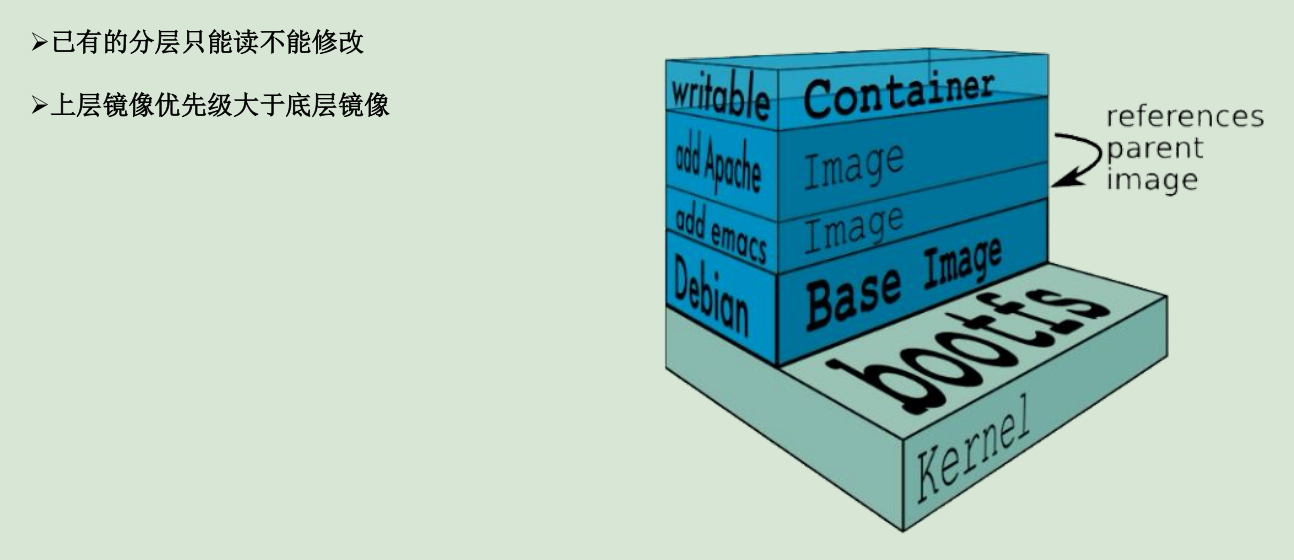 ➢已有的分层只能读不能修改
➢上层镜像优先级大于底层镜像
writable Container
add Apache Image
add emacs Image
Debian Base Image
references
parent
image
bootfs
Kernel